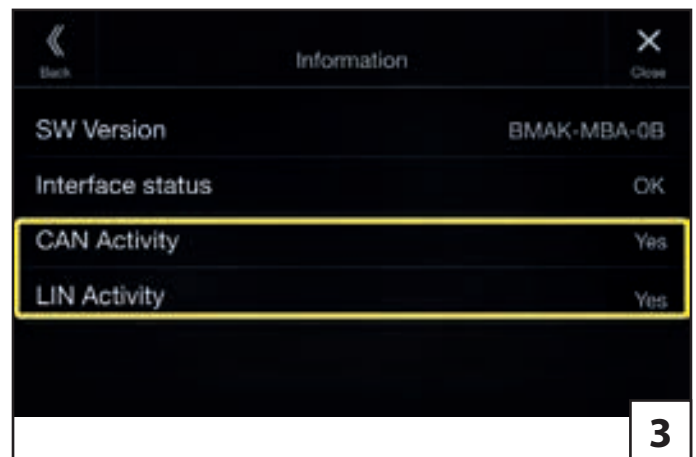 Information
Back
Close
SW Version BMAK-MBA-0B
Interface status OK
CAN Activity Yes
LIN Activity Yes
3